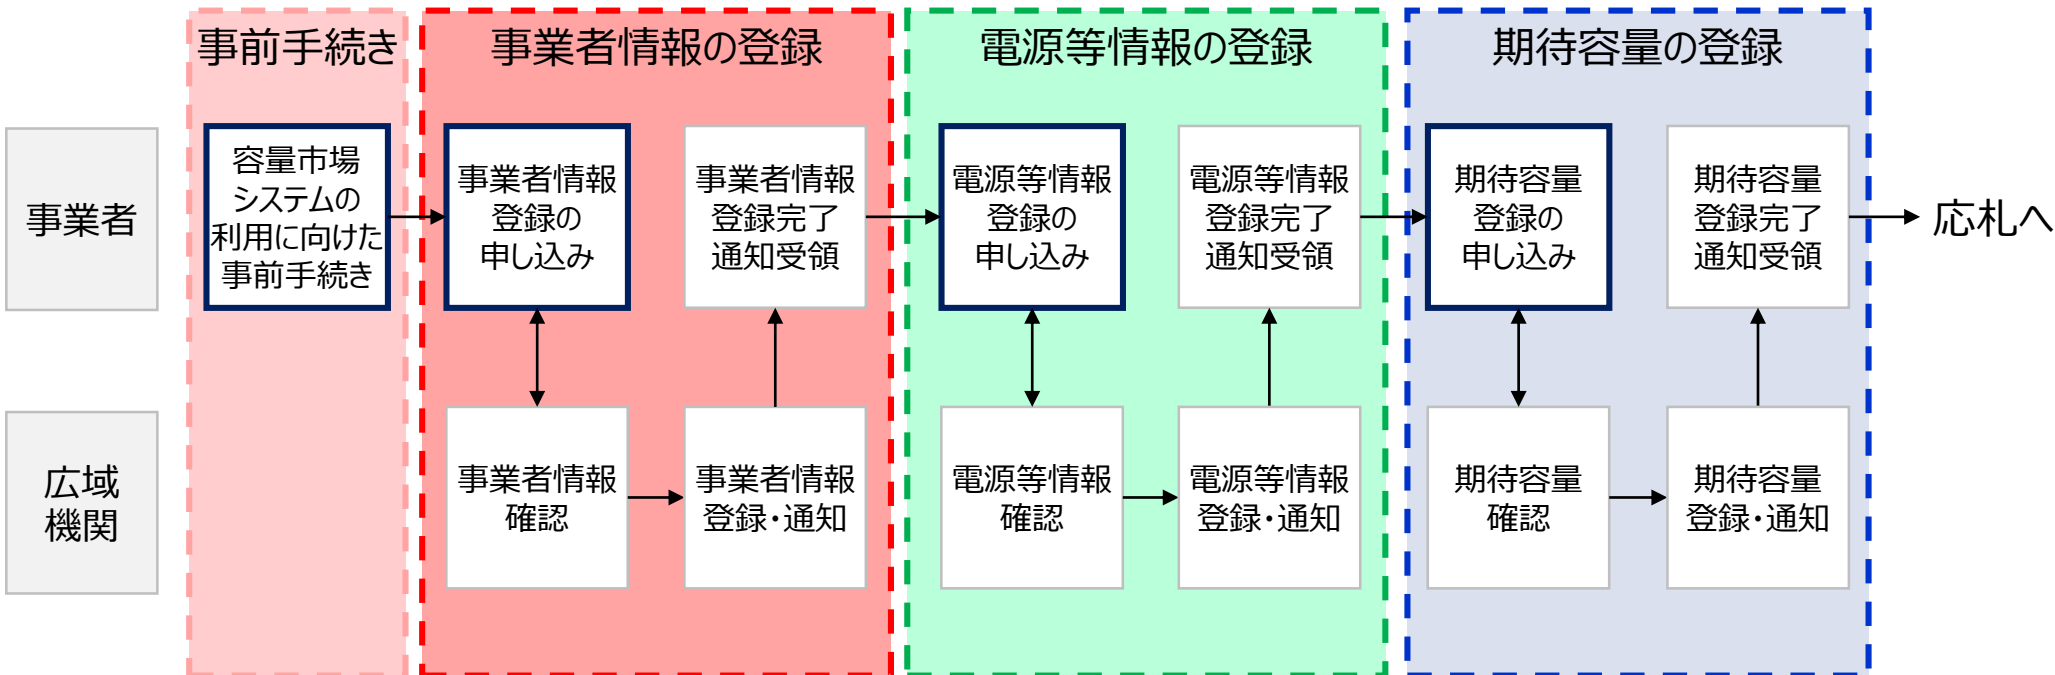 事前手続き
事業者情報の登録
電源等情報の登録
期待容量の登録
事業者
容量市場
システムの
利用に向けた
事前手続き
事業者情報
登録の
申し込み
事業者情報
登録完了
通知受領
電源等情報
登録の
申し込み
電源等情報
登録完了
通知受領
期待容量
登録の
申し込み
期待容量
登録完了
通知受領
応札へ
広域
機関
事業者情報
確認
事業者情報
登録・通知
電源等情報
確認
電源等情報
登録・通知
期待容量
確認
期待容量
登録・通知